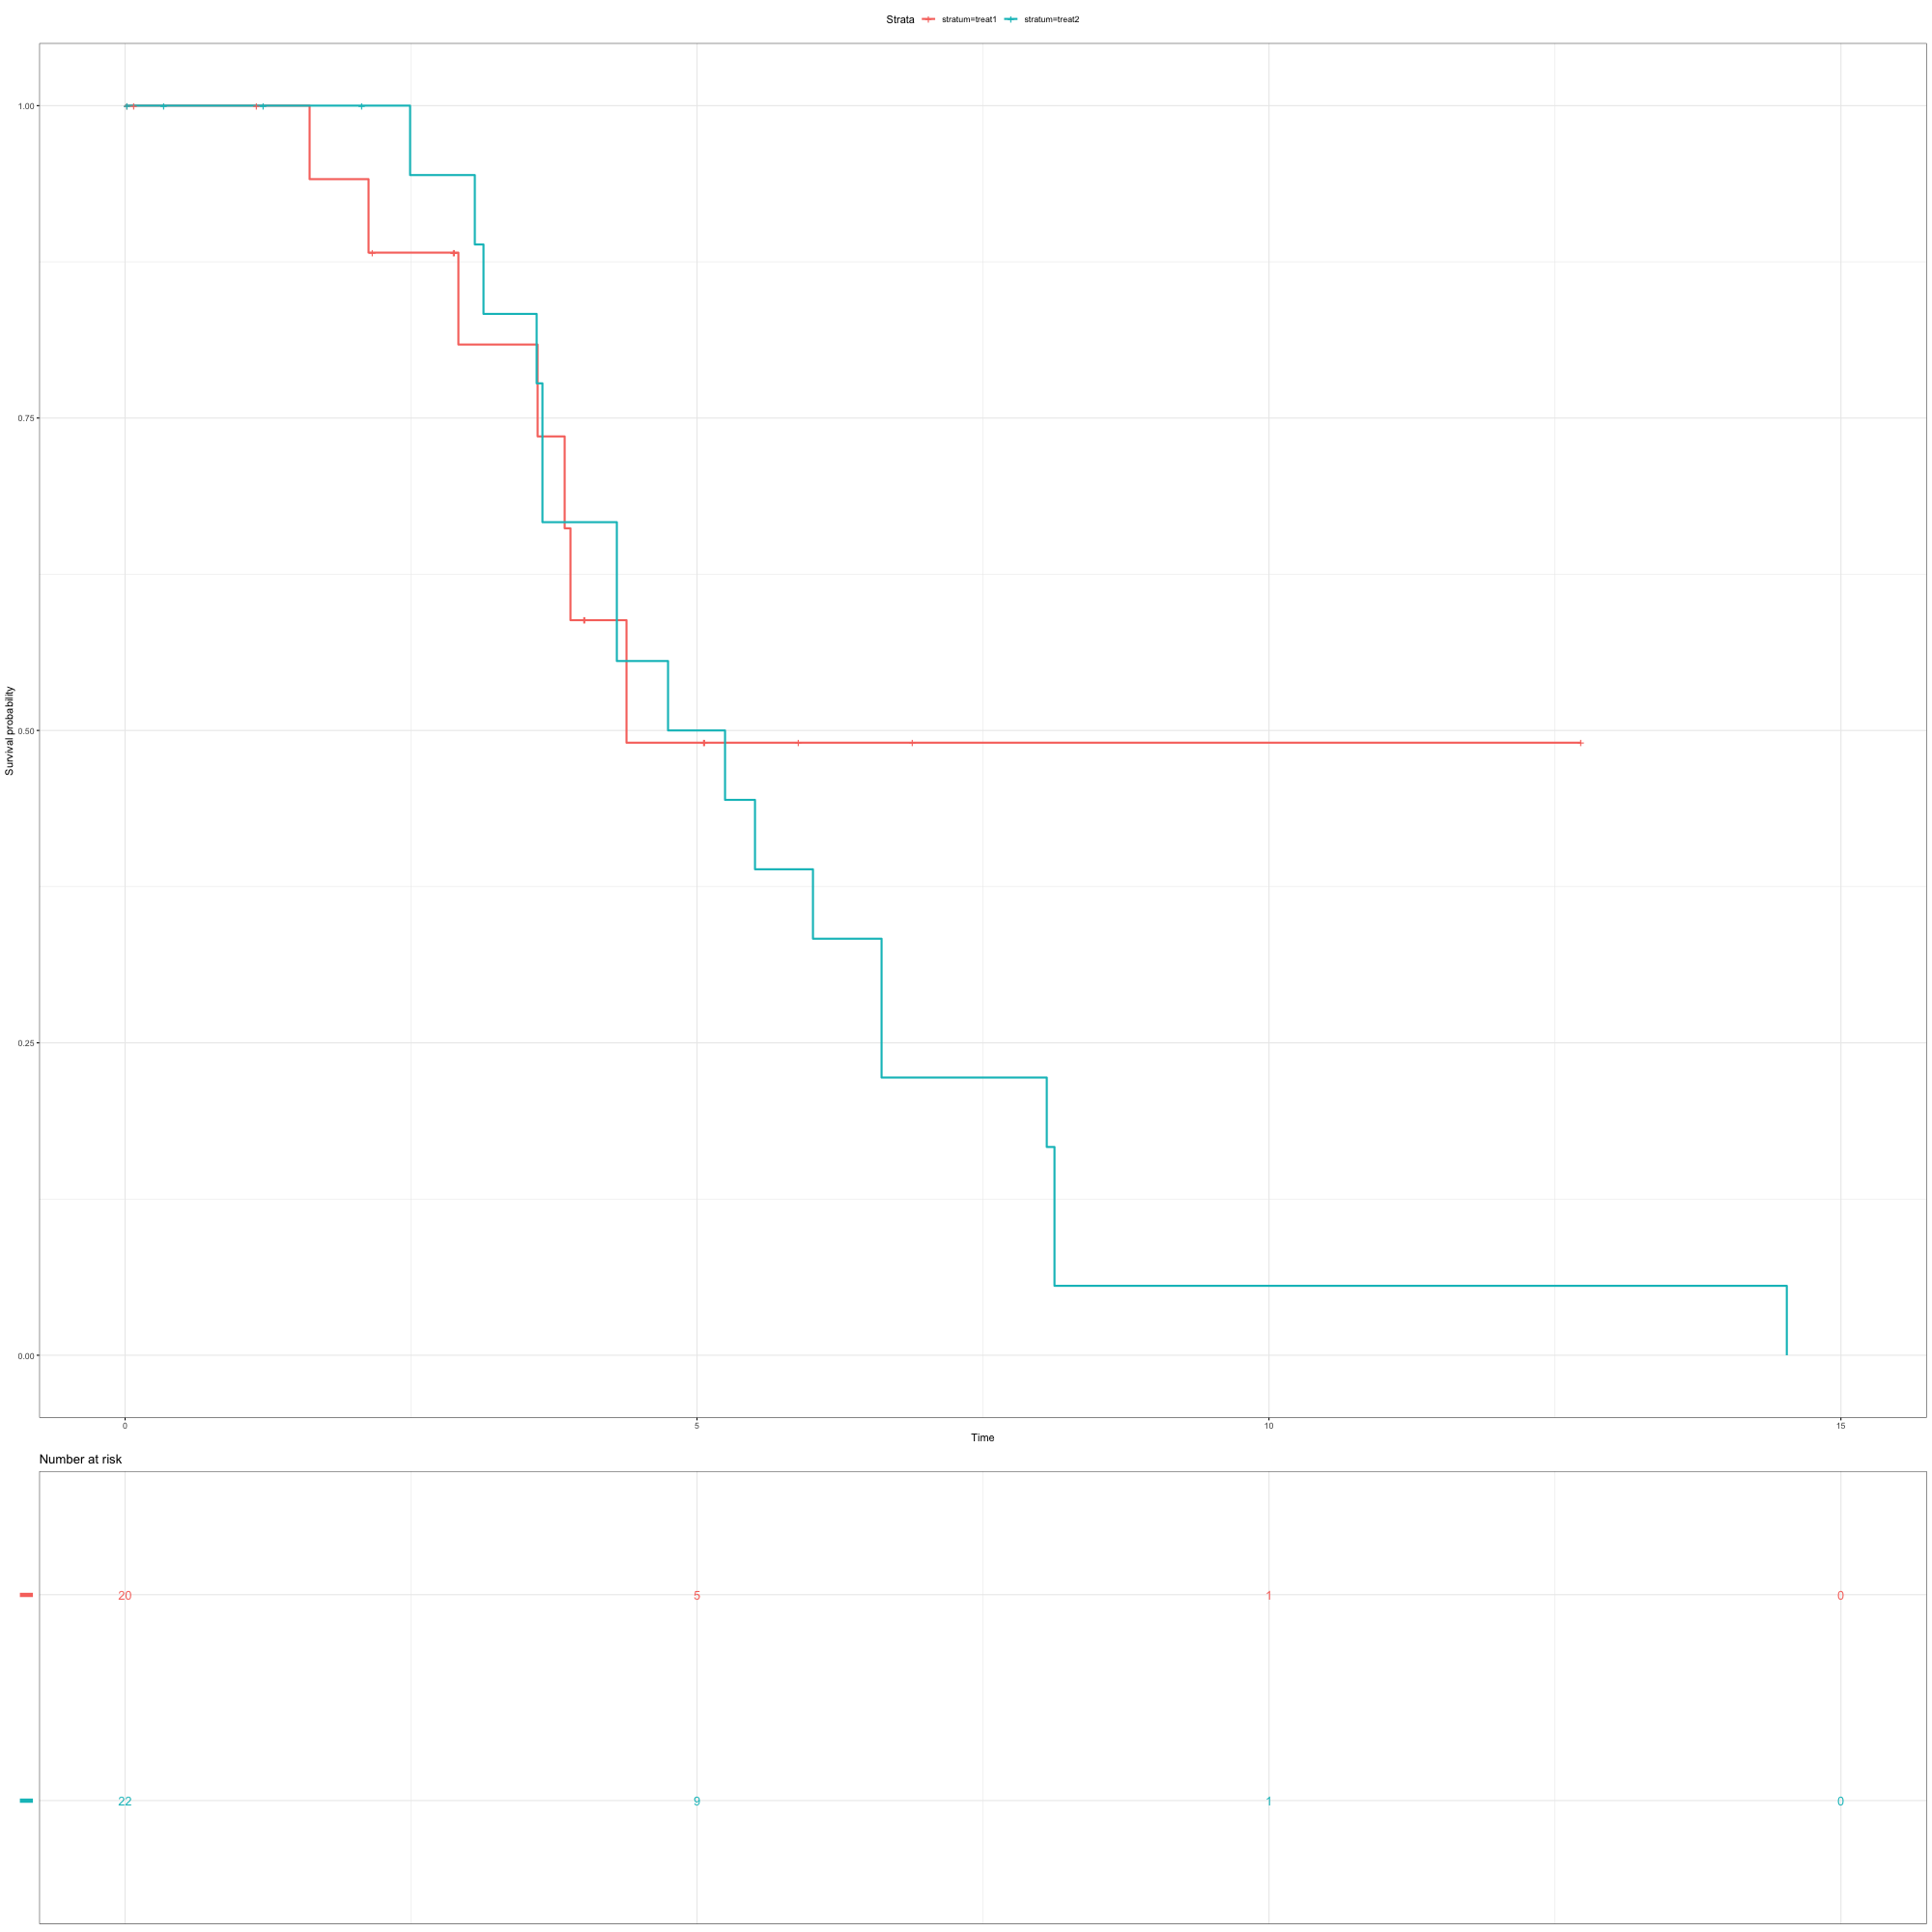 Strata stratum=treat1 stratum=treat2
1.00
0.75
0.50
0.25
0.00
Survival probability
0 5 10 15
Time
Number at risk
20 5 1 0
22 9 1 0